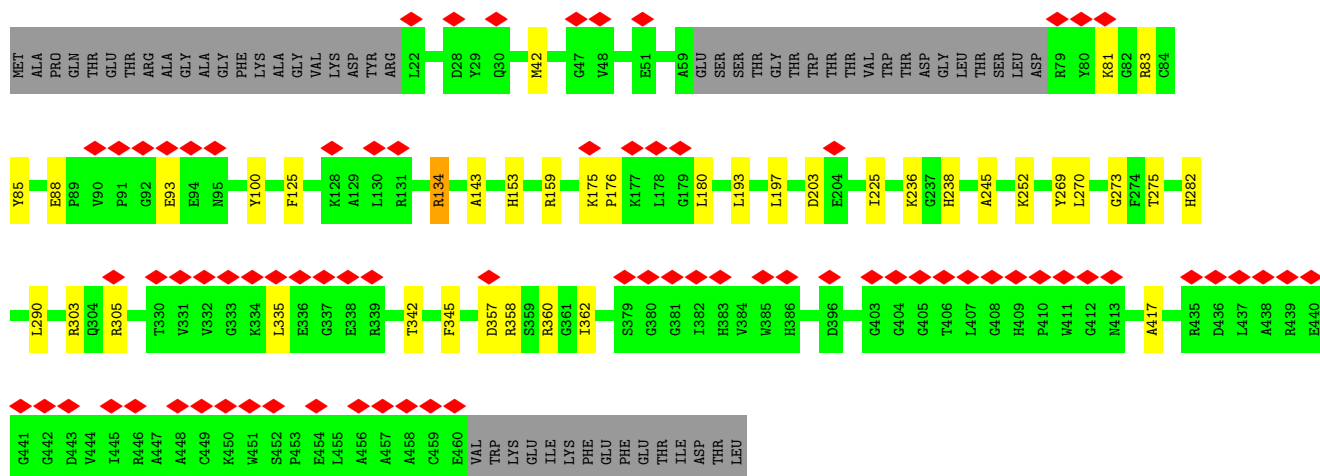 MET ALA PRO GLN THR GLU THR ARG ALA GLY ALA GLY PHE LYS ALA GLY VAL LYS ASP TYR ARG L22 D28 Y29 Q30 M42 G47 V48 E51 A59 GLU SER SER THR GLY THR TRP THR THR VAL TRP THR ASP GLY LEU THR SER LEU ASP R79 Y80 K81 G82 R83 C84
Y85 E88 P89 V90 P91 G92 E93 E94 N95 Y100 F125 K128 A129 L130 R131 R134 A143 H153 R159 K175 P176 K177 L178 G179 L180 L193 L197 D203 E204 I225 K236 G237 H238 A245 K252 Y269 L270 G273 F274 T275 H282
L290 R303 Q304 R305 T330 V331 V332 G333 K334 L335 E336 G337 E338 R339 T342 F345 D357 R358 S359 R360 G361 I362 S379 G380 G381 I382 H383 V384 W385 H386 D396 G403 G404 G405 T406 L407 G408 H409 P410 W411 G412 N413 A417 R435 D436 L437 A438 R439 E440
G441 G442 D443 V444 I445 R446 A447 A448 C449 K450 W451 S452 P453 E454 L455 A456 A457 A458 C459 E460 VAL TRP LYS GLU ILE LYS PHE GLU PHE GLU THR ILE ASP THR LEU